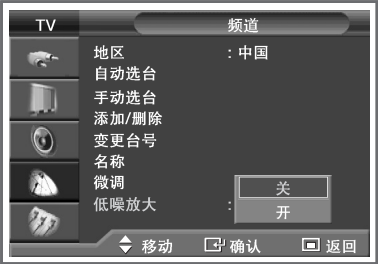 TV 频道
地区 : 中国
自动选台
手动选台
添加/删除
变更台号
名称
微调
低噪放大 :
关
开
移动 确认 返回